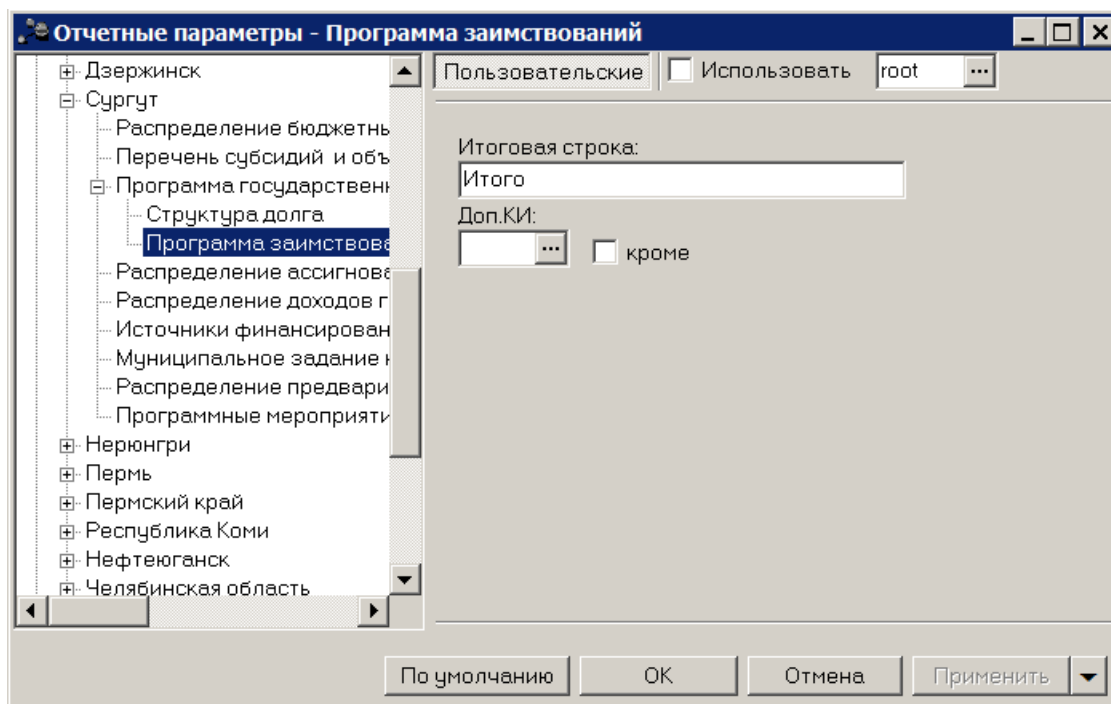 Отчетные параметры - Программа заимствований
Дзержинск
Сургут
Распределение бюджетны
Перечень субсидий и объ
Программа государствен
Структура долга
Программа заимствова
Распределение ассигнова
Распределение доходов г
Источники финансирован
Муниципальное задание н
Распределение предвари
Программные мероприяти
Нерюнгри
Пермь
Пермский край
Республика Коми
Нефтеюганск
Челябинская область
Пользовательские Использовать root ...
Итоговая строка:
Итого
Доп.КИ:
... кроме
По умолчанию ОК Отмена Применить